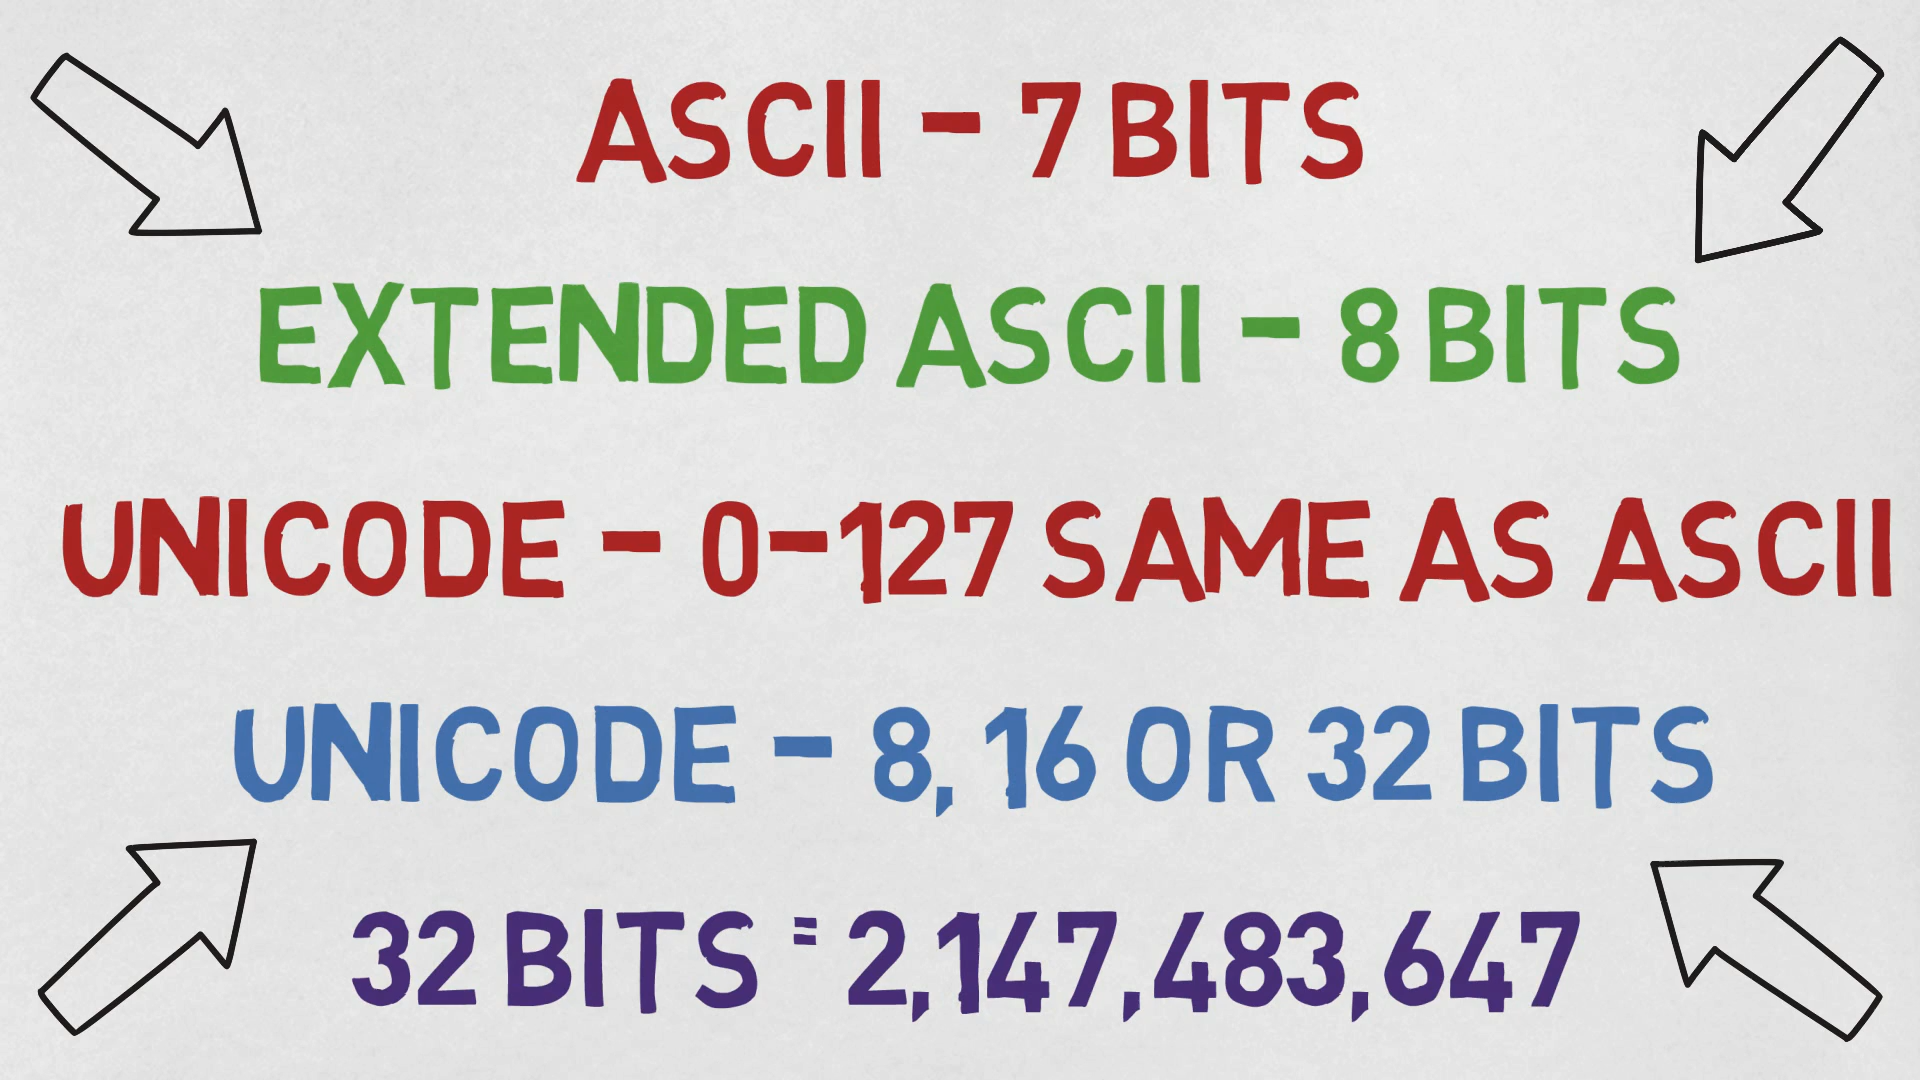 ASCII - 7 BITS
EXTENDED ASCII - 8 BITS
UNICODE - 0-127 SAME AS ASCII
UNICODE - 8, 16 OR 32 BITS
32 BITS = 2,147,483,647